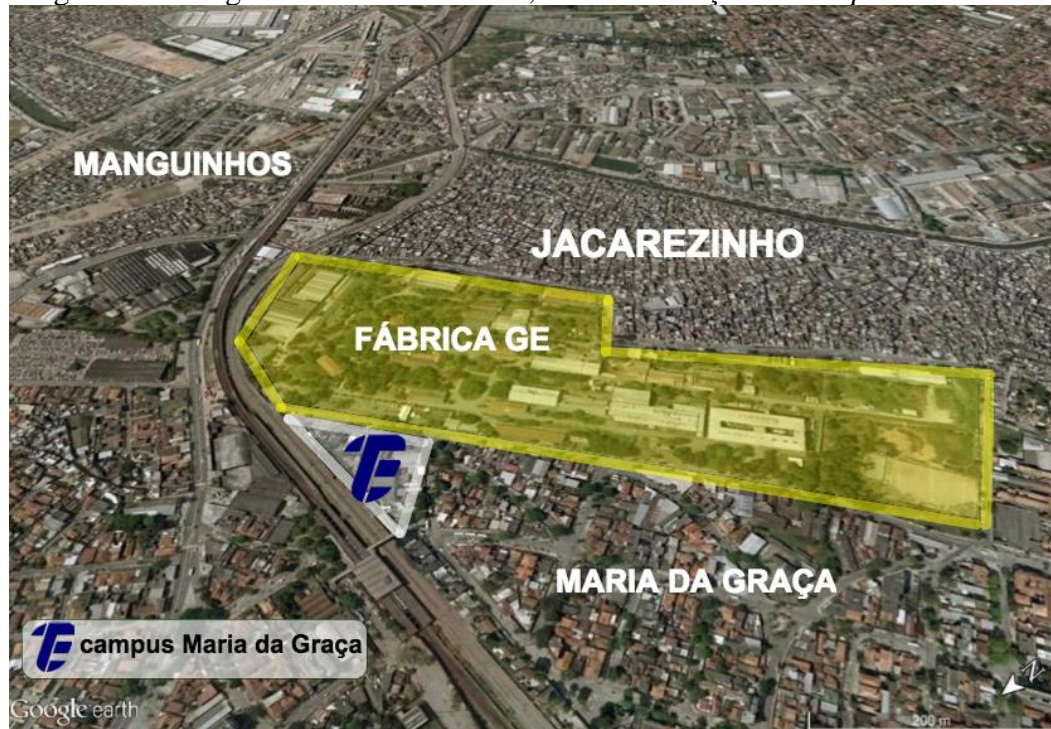 MANGUINHOS
JACAREZINHO
FÁBRICA GE
MARIA DA GRAÇA
campus Maria da Graça
Google earth
200 m
N